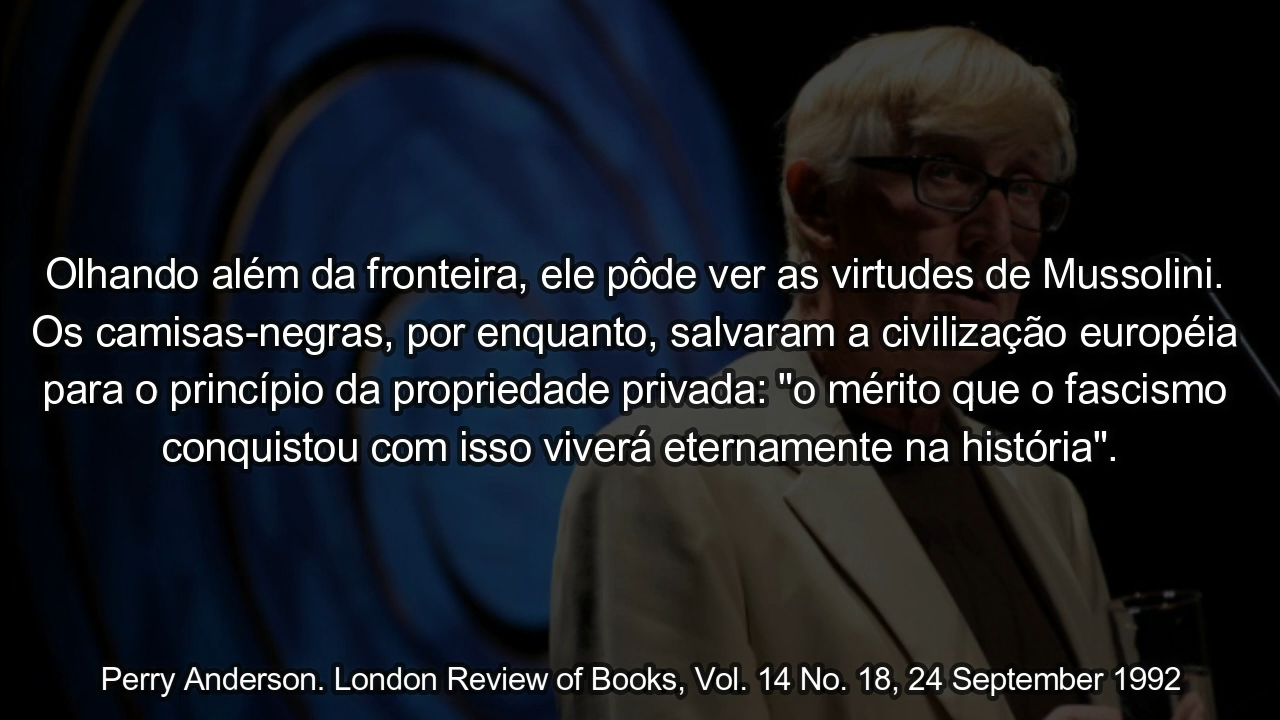 Olhando além da fronteira, ele pôde ver as virtudes de Mussolini.
Os camisas-negras, por enquanto, salvaram a civilização européia
para o princípio da propriedade privada: "o mérito que o fascismo
conquistou com isso viverá eternamente na história".
Perry Anderson. London Review of Books, Vol. 14 No. 18, 24 September 1992